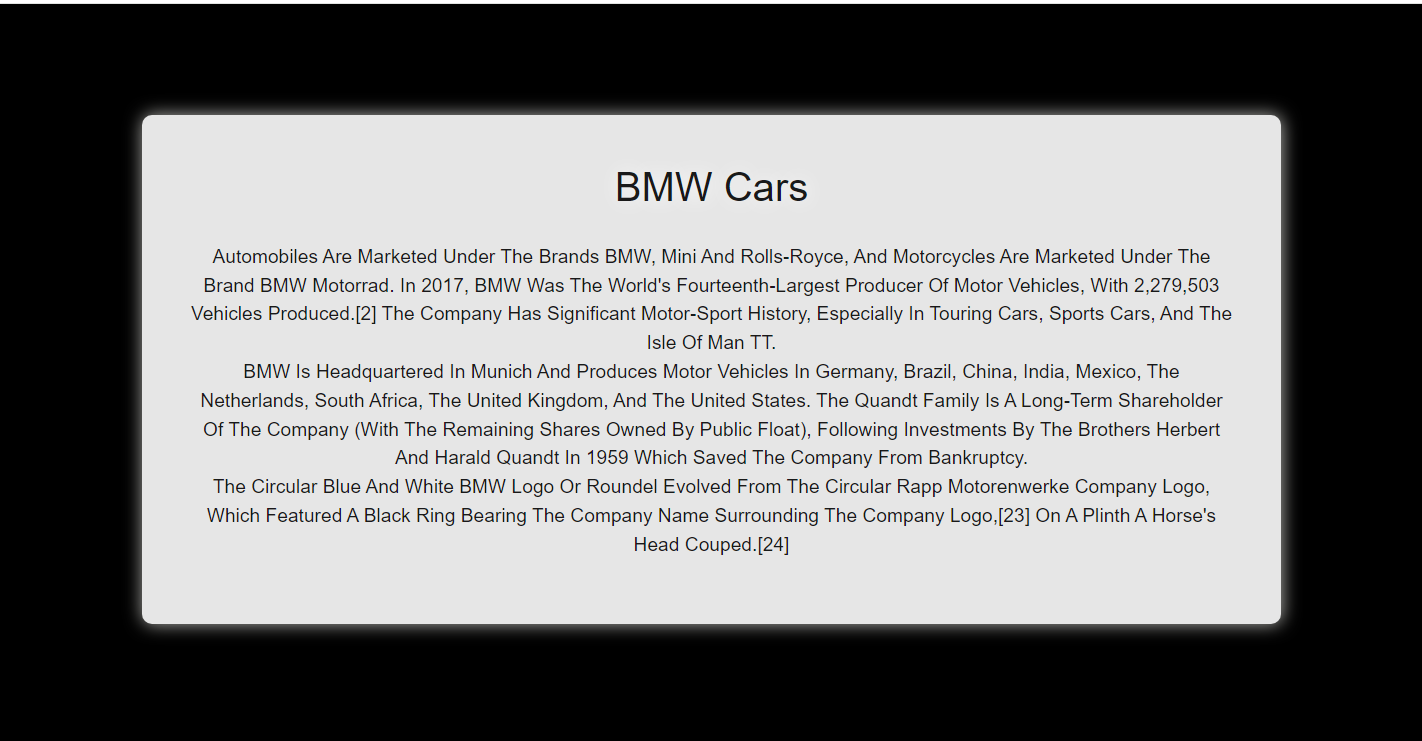 BMW Cars
Automobiles Are Marketed Under The Brands BMW, Mini And Rolls-Royce, And Motorcycles Are Marketed Under The
Brand BMW Motorrad. In 2017, BMW Was The World's Fourteenth-Largest Producer Of Motor Vehicles, With 2,279,503
Vehicles Produced.[2] The Company Has Significant Motor-Sport History, Especially In Touring Cars, Sports Cars, And The
Isle Of Man TT.
BMW Is Headquartered In Munich And Produces Motor Vehicles In Germany, Brazil, China, India, Mexico, The
Netherlands, South Africa, The United Kingdom, And The United States. The Quandt Family Is A Long-Term Shareholder
Of The Company (With The Remaining Shares Owned By Public Float), Following Investments By The Brothers Herbert
And Harald Quandt In 1959 Which Saved The Company From Bankruptcy.
The Circular Blue And White BMW Logo Or Roundel Evolved From The Circular Rapp Motorenwerke Company Logo,
Which Featured A Black Ring Bearing The Company Name Surrounding The Company Logo,[23] On A Plinth A Horse's
Head Couped.[24]